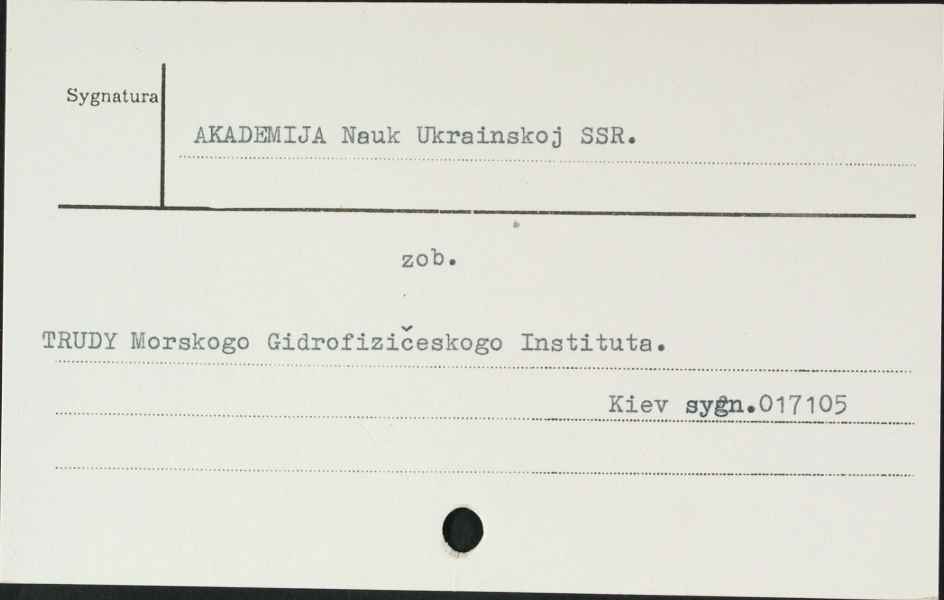 Sygnatura
AKADEMIJA Nauk Ukrainskoj SSR.
zob.
TRUDY Morskogo Gidrofizičeskogo Instituta.
Kiev sygn.017105